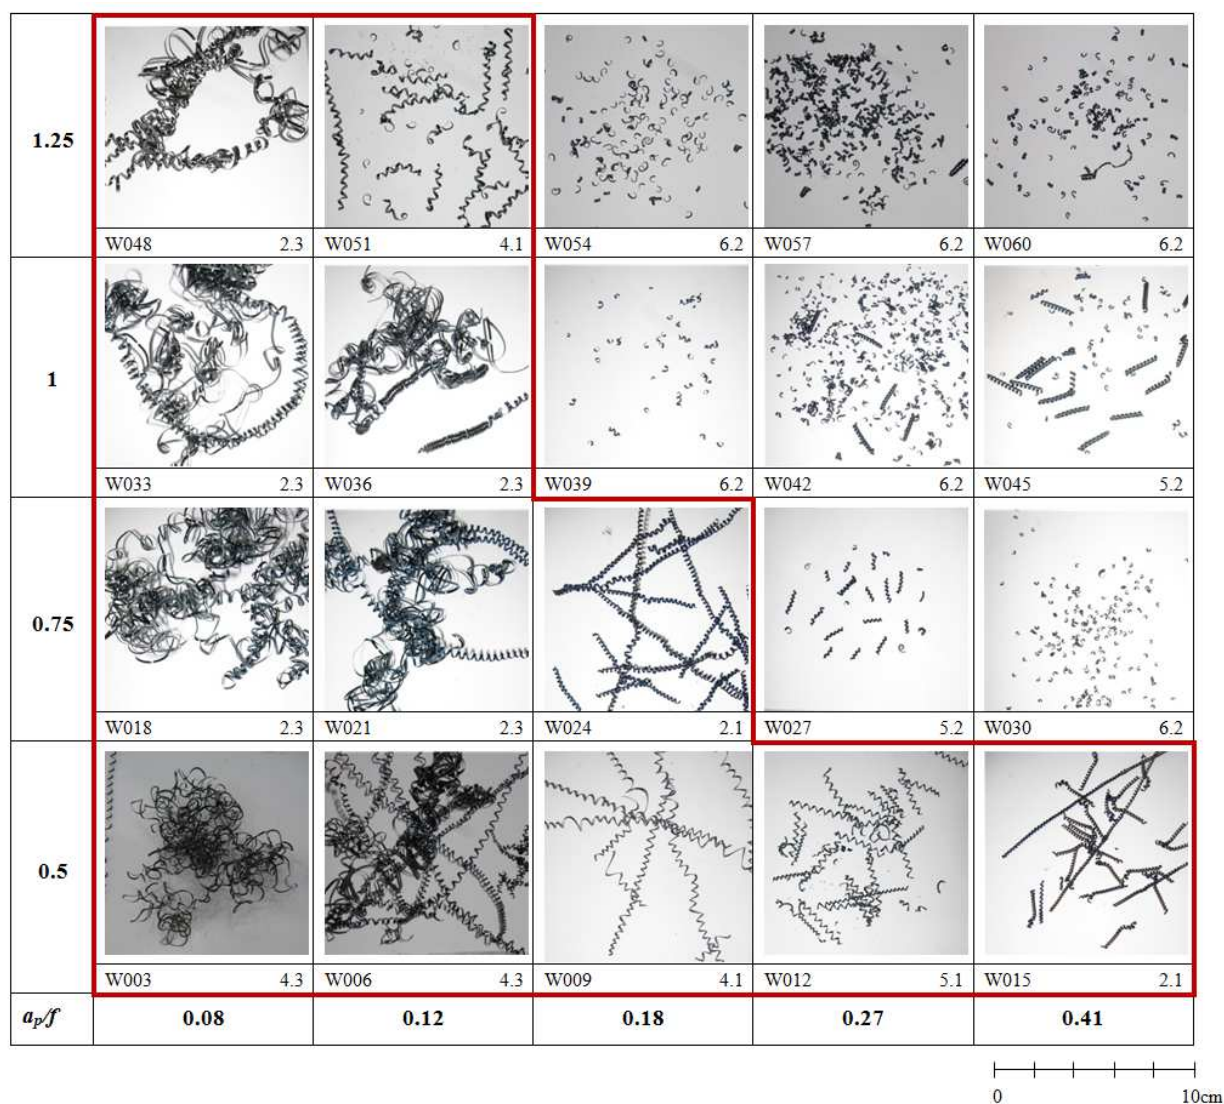 1.25
W048 2.3 W051 4.1 W054 6.2 W057 6.2 W060 6.2
1
W033 2.3 W036 2.3 W039 6.2 W042 6.2 W045 5.2
0.75
W018 2.3 W021 2.3 W024 2.1 W027 5.2 W030 6.2
0.5
W003 4.3 W006 4.3 W009 4.1 W012 5.1 W015 2.1
ap/f 0.08 0.12 0.18 0.27 0.41
0 10cm